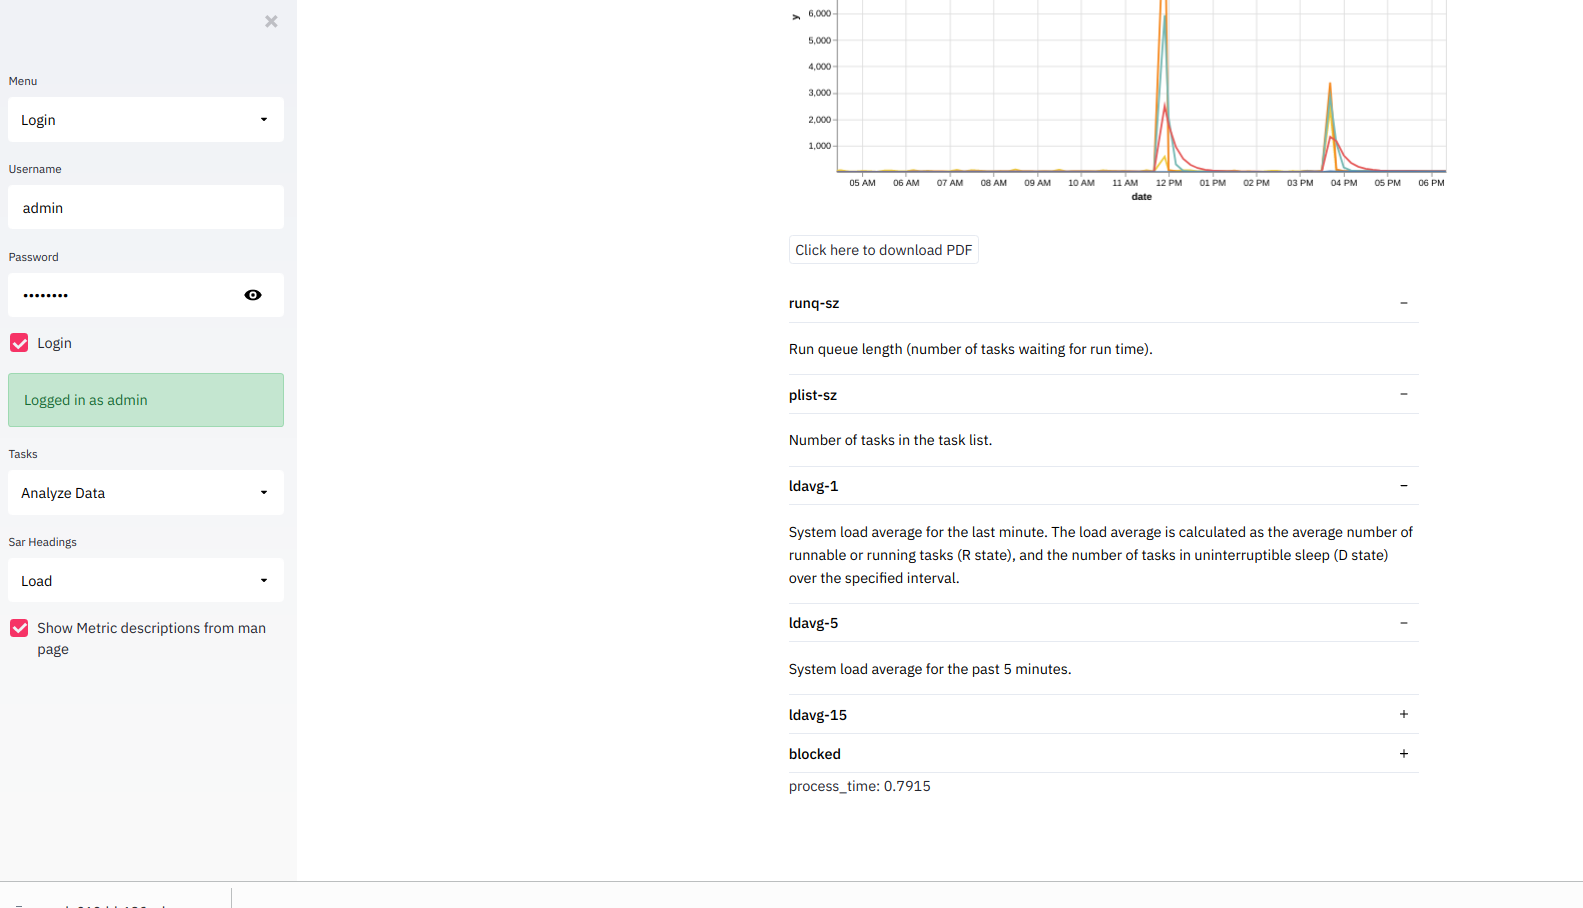 ×
Menu
Login
Username
admin
Password
••••••••
Login
Logged in as admin
Tasks
Analyze Data
Sar Headings
Load
Show Metric descriptions from man
page
y
6,000
5,000
4,000
3,000
2,000
1,000
05 AM 06 AM 07 AM 08 AM 09 AM 10 AM 11 AM 12 PM 01 PM 02 PM 03 PM 04 PM 05 PM 06 PM
date
Click here to download PDF
runq-sz −
Run queue length (number of tasks waiting for run time).
plist-sz −
Number of tasks in the task list.
ldavg-1 −
System load average for the last minute. The load average is calculated as the average number of
runnable or running tasks (R state), and the number of tasks in uninterruptible sleep (D state)
over the specified interval.
ldavg-5 −
System load average for the past 5 minutes.
ldavg-15 +
blocked +
process_time: 0.7915